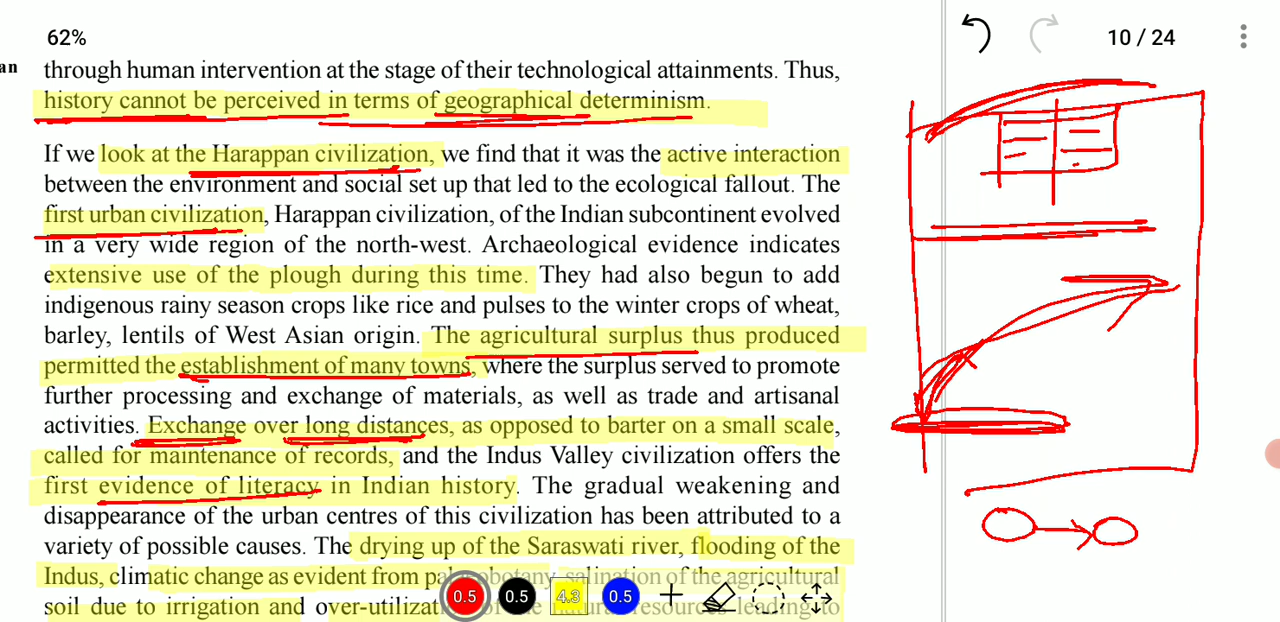 62%
10 / 24
an
through human intervention at the stage of their technological attainments. Thus,
history cannot be perceived in terms of geographical determinism.
If we look at the Harappan civilization, we find that it was the active interaction
between the environment and social set up that led to the ecological fallout. The
first urban civilization, Harappan civilization, of the Indian subcontinent evolved
in a very wide region of the north-west. Archaeological evidence indicates
extensive use of the plough during this time. They had also begun to add
indigenous rainy season crops like rice and pulses to the winter crops of wheat,
barley, lentils of West Asian origin. The agricultural surplus thus produced
permitted the establishment of many towns, where the surplus served to promote
further processing and exchange of materials, as well as trade and artisanal
activities. Exchange over long distances, as opposed to barter on a small scale,
called for maintenance of records, and the Indus Valley civilization offers the
first evidence of literacy in Indian history. The gradual weakening and
disappearance of the urban centres of this civilization has been attributed to a
variety of possible causes. The drying up of the Saraswati river, flooding of the
Indus, climatic change as evident from palaeobotany, salination of the agricultural
soil due to irrigation and over-utilizat of the natural resources leading to
0.5 0.5 4.3 0.5